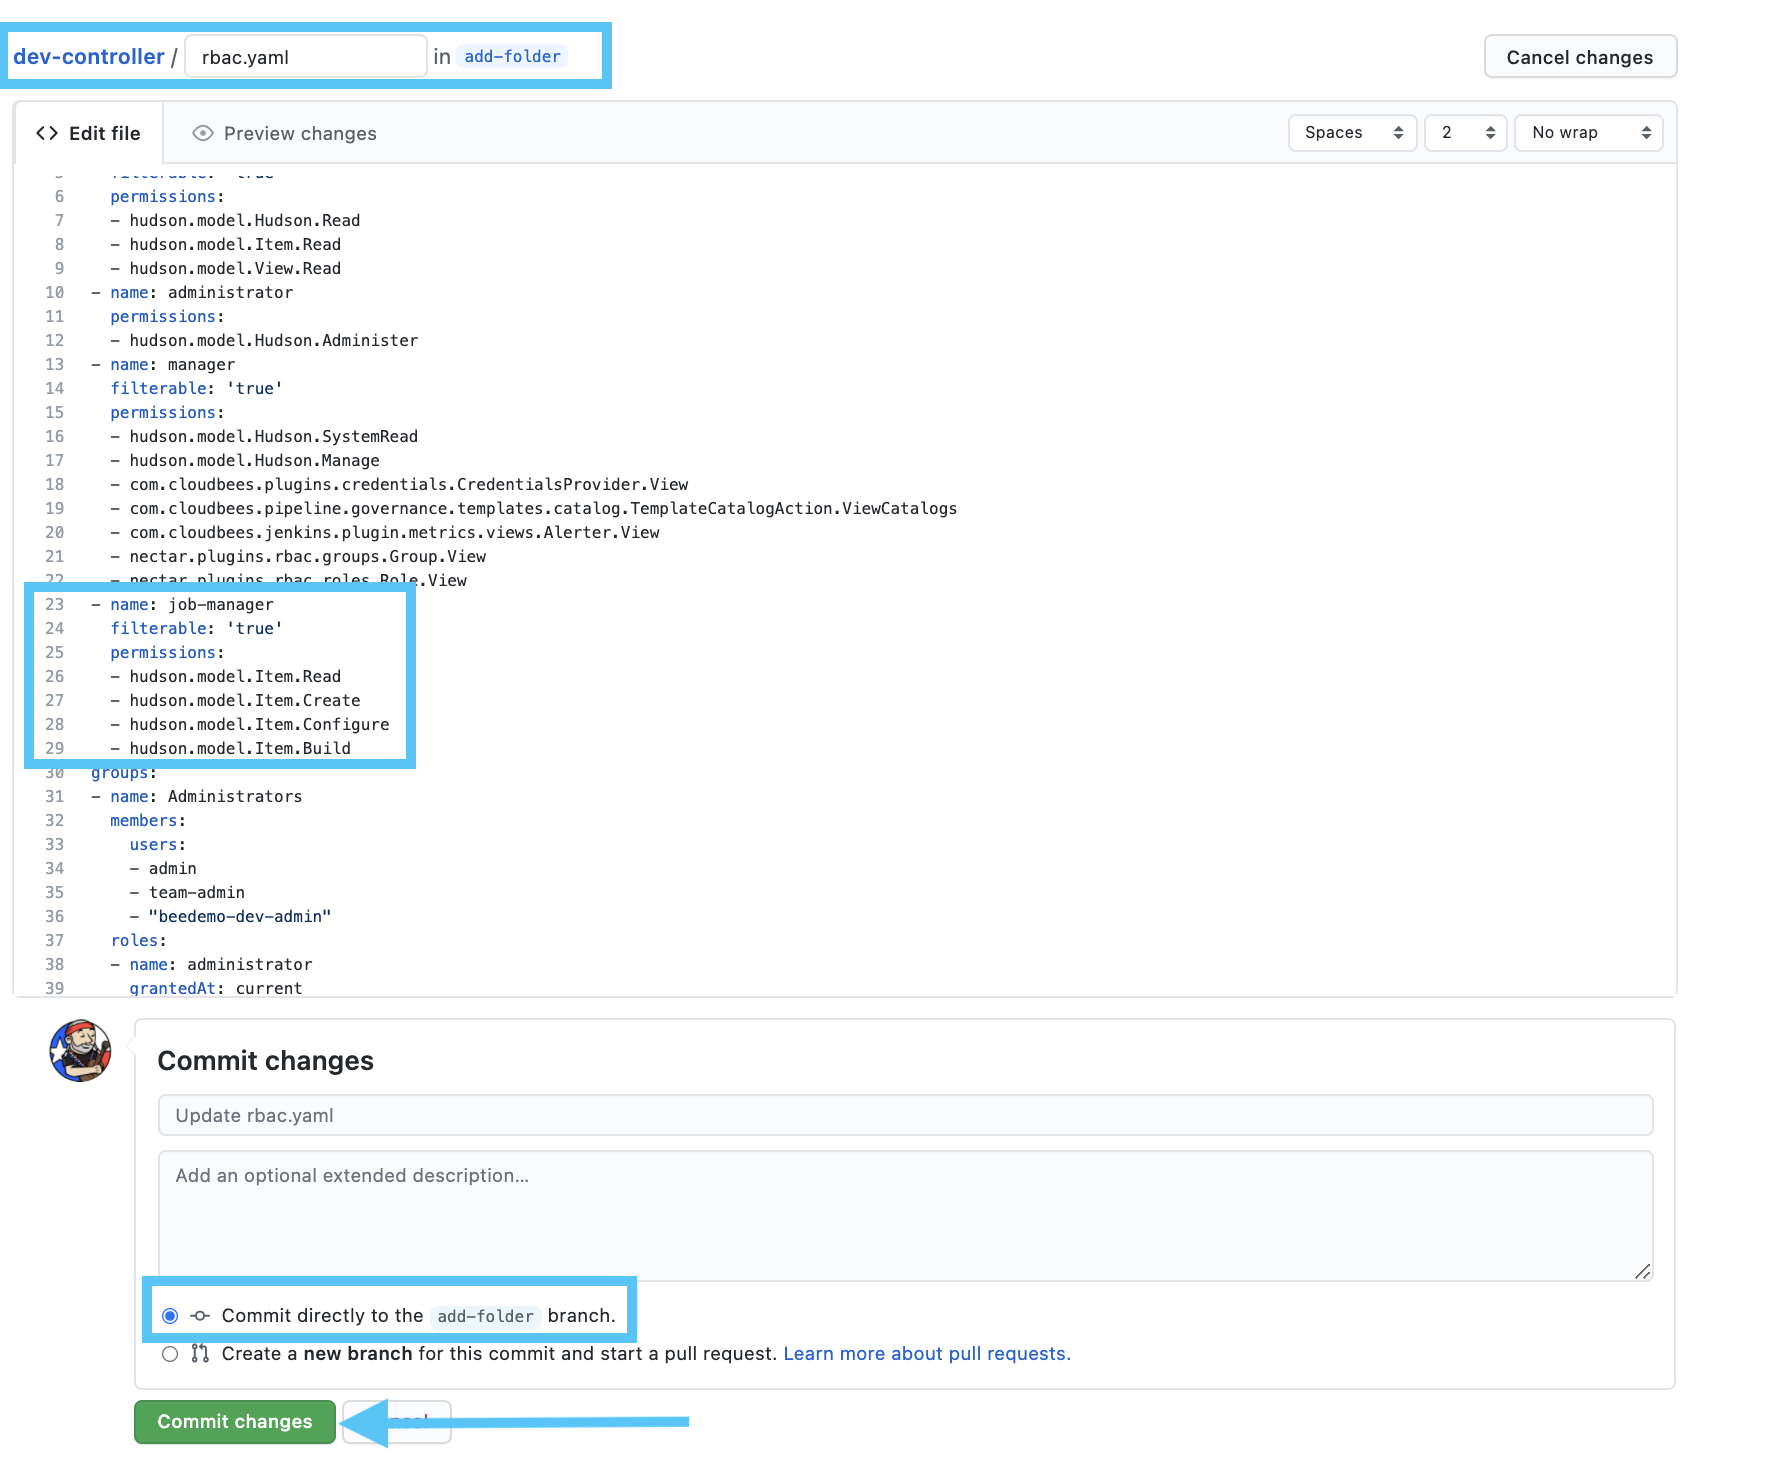 dev-controller / rbac.yaml in add-folder Cancel changes
<> Edit file Preview changes Spaces 2 No wrap
5 filterable: 'true'
6 permissions:
7 - hudson.model.Hudson.Read
8 - hudson.model.Item.Read
9 - hudson.model.View.Read
10 - name: administrator
11 permissions:
12 - hudson.model.Hudson.Administer
13 - name: manager
14 filterable: 'true'
15 permissions:
16 - hudson.model.Hudson.SystemRead
17 - hudson.model.Hudson.Manage
18 - com.cloudbees.plugins.credentials.CredentialsProvider.View
19 - com.cloudbees.pipeline.governance.templates.catalog.TemplateCatalogAction.ViewCatalogs
20 - com.cloudbees.jenkins.plugin.metrics.views.Alerter.View
21 - nectar.plugins.rbac.groups.Group.View
22 - nectar.plugins.rbac.roles.Role.View
23 - name: job-manager
24 filterable: 'true'
25 permissions:
26 - hudson.model.Item.Read
27 - hudson.model.Item.Create
28 - hudson.model.Item.Configure
29 - hudson.model.Item.Build
30 groups:
31 - name: Administrators
32 members:
33 users:
34 - admin
35 - team-admin
36 - "beedemo-dev-admin"
37 roles:
38 - name: administrator
39 grantedAt: current
Commit changes
Update rbac.yaml
Add an optional extended description...
Commit directly to the add-folder branch.
Create a new branch for this commit and start a pull request. Learn more about pull requests.
Commit changes